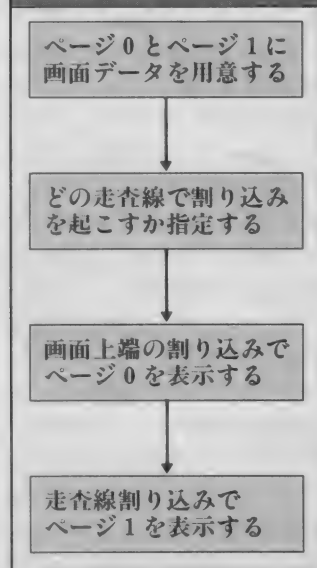 ページ0とページ1に
画面データを用意する
どの走査線で割り込み
を起こすか指定する
画面上端の割り込みで
ページ0を表示する
走査線割り込みで
ページ1を表示する